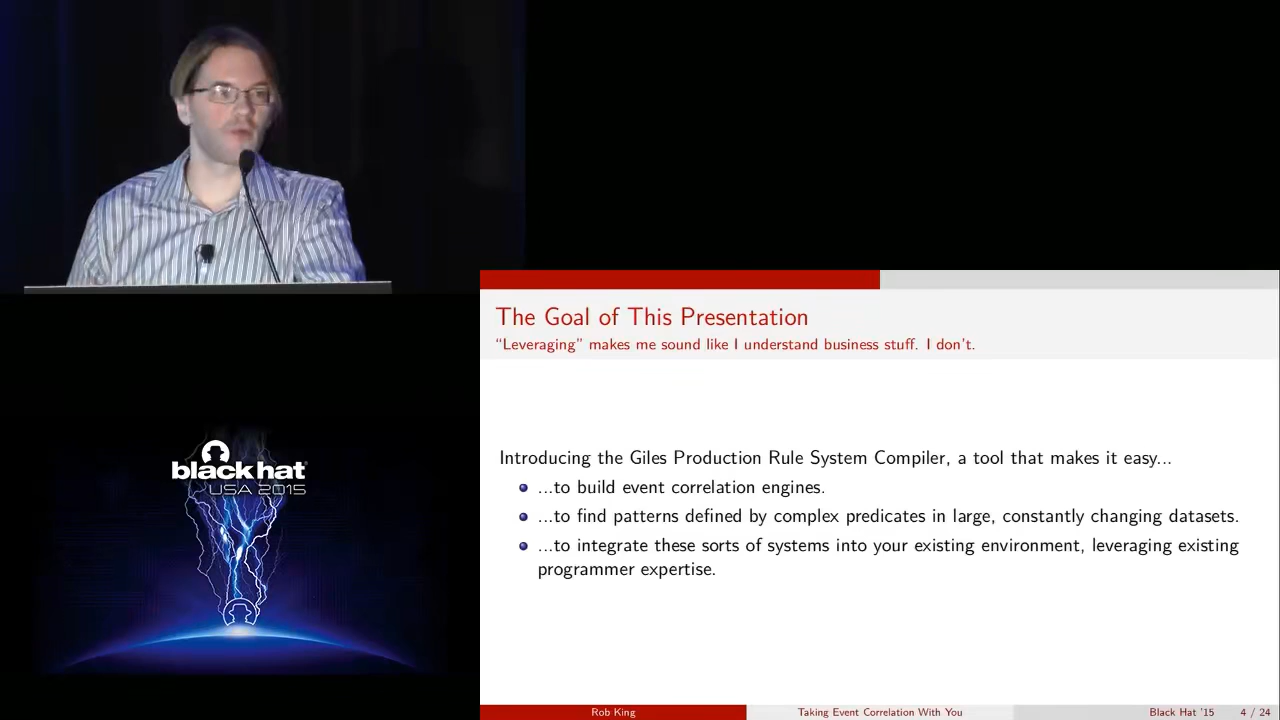 The Goal of This Presentation
“Leveraging” makes me sound like I understand business stuff. I don't.
Introducing the Giles Production Rule System Compiler, a tool that makes it easy...
...to build event correlation engines.
...to find patterns defined by complex predicates in large, constantly changing datasets.
...to integrate these sorts of systems into your existing environment, leveraging existing
programmer expertise.
black hat
USA 2015
Rob King
Taking Event Correlation With You
Black Hat '15
4 / 24